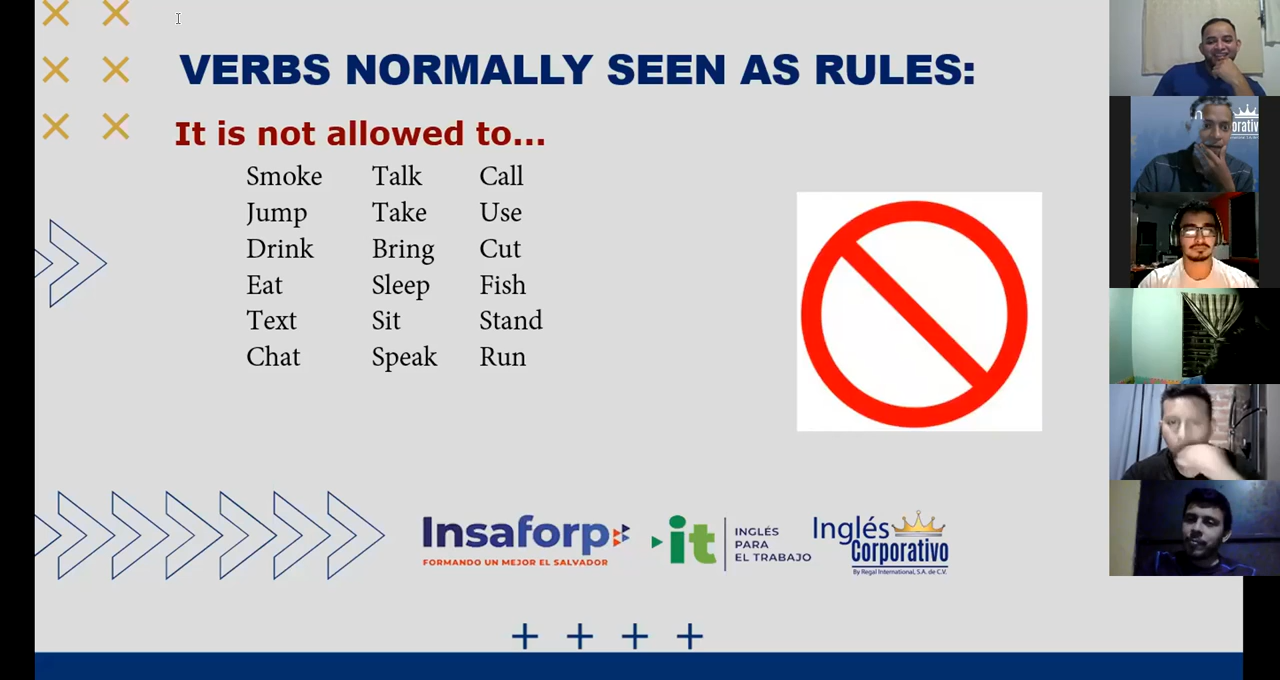 VERBS NORMALLY SEEN AS RULES:
It is not allowed to...
Smoke Talk Call
Jump Take Use
Drink Bring Cut
Eat Sleep Fish
Text Sit Stand
Chat Speak Run
Insaforp
FORMANDO UN MEJOR EL SALVADOR
it
INGLÉS
PARA
EL TRABAJO
Inglés
Corporativo
By Regal International, S.A. de C.V.